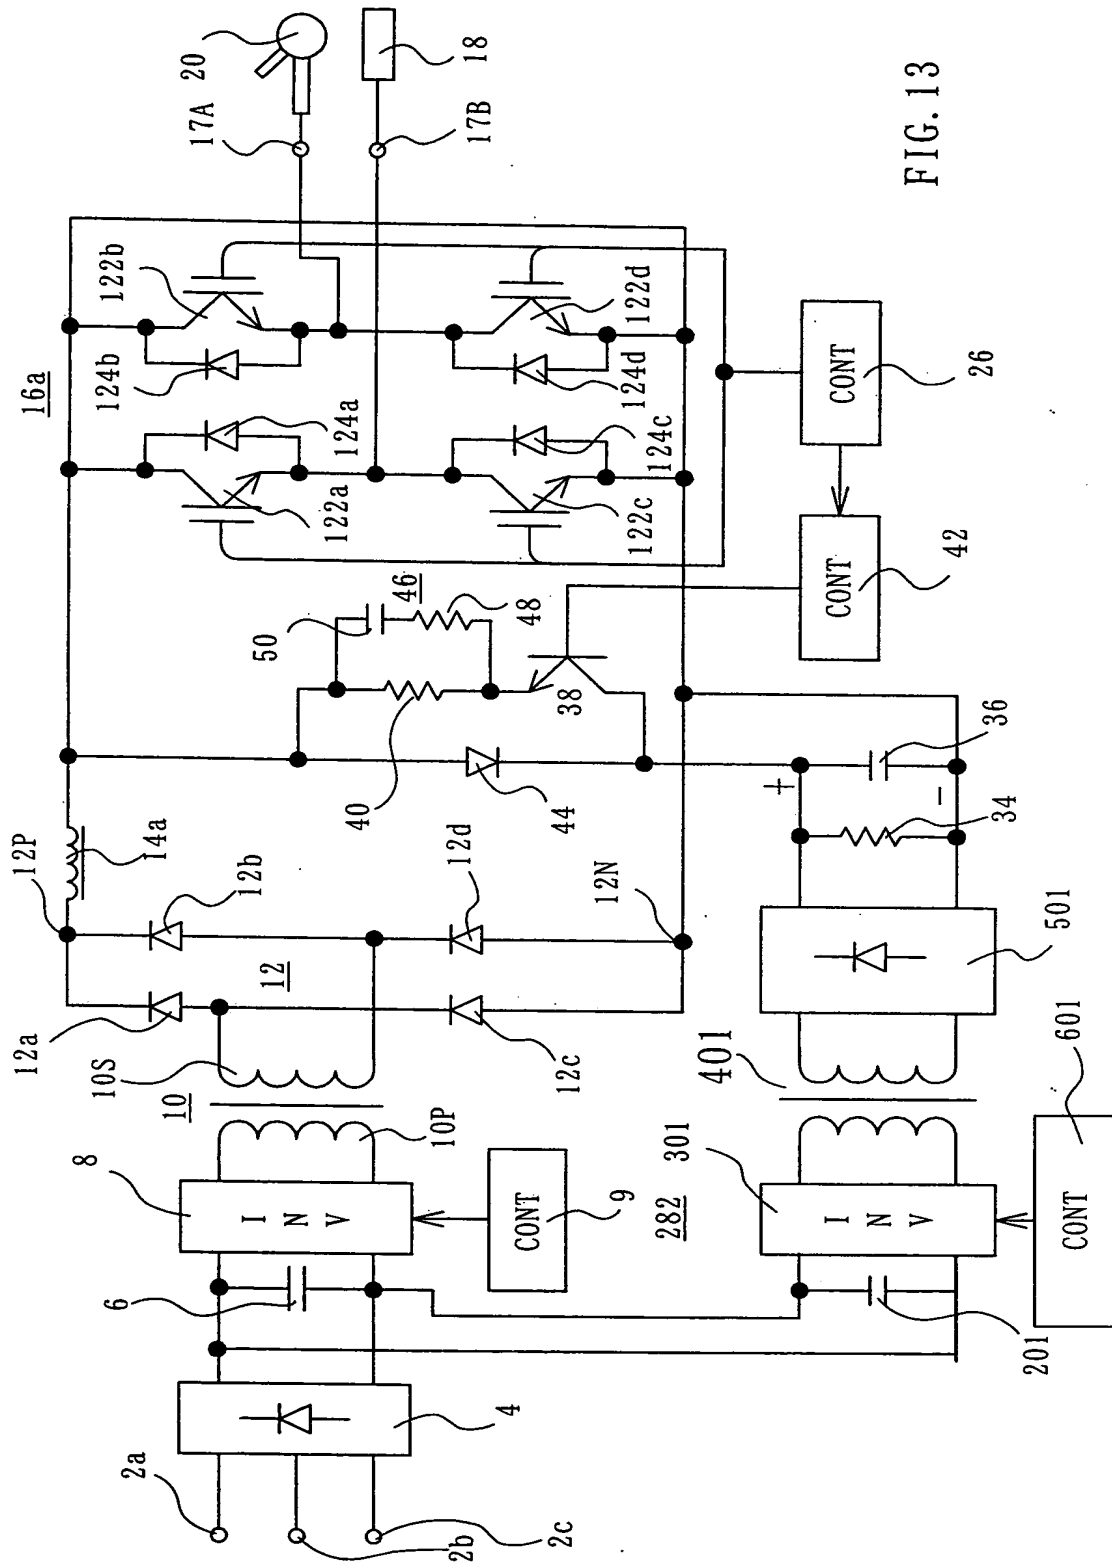 2a
2b
2c
4
6
8
I N V
CONT
9
10
10P
10S
12a
12
12b
12c
12d
12P
12N
14a
40
44
38
50
46
48
16a
122a
124a
124b
122b
122c
124c
124d
122d
17A
20
17B
18
CONT
42
CONT
26
282
201
301
I N V
CONT
601
401
501
34
36
+
-
FIG. 13